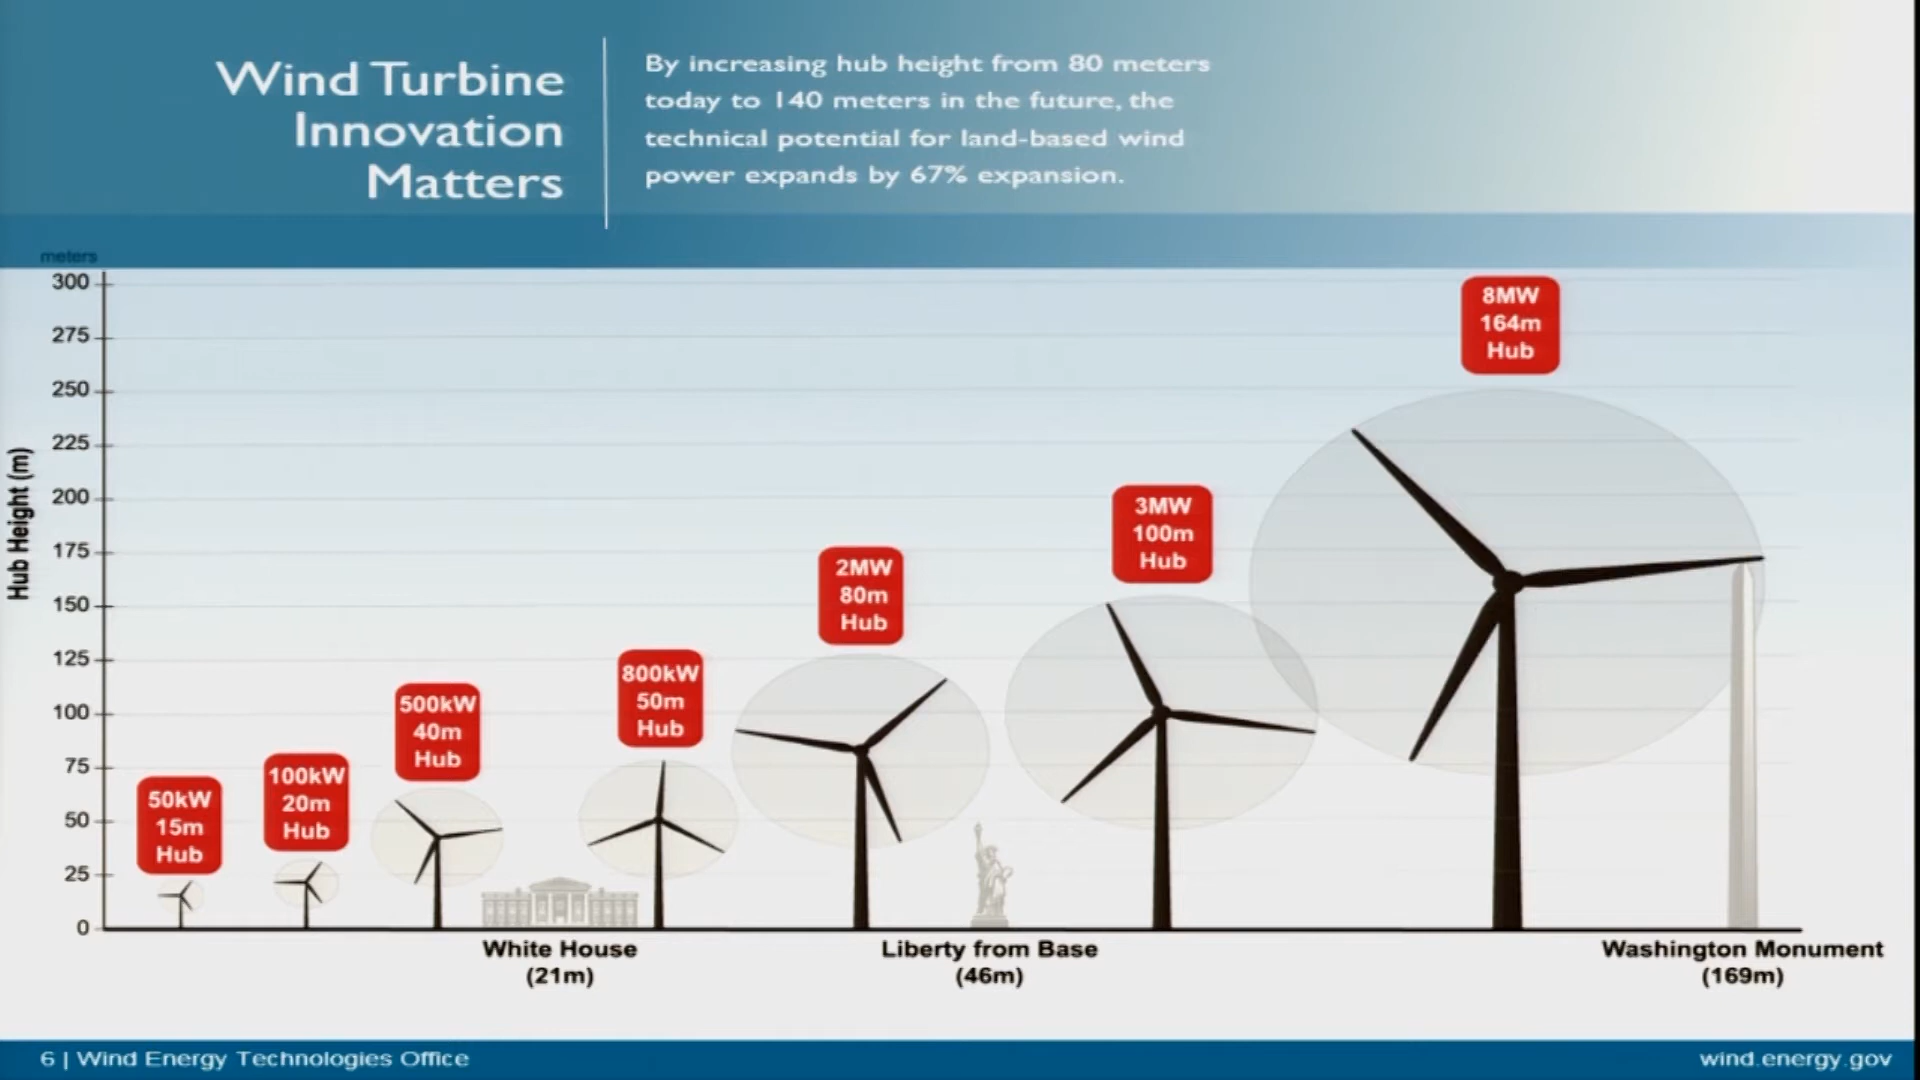 Wind Turbine
Innovation
Matters
By increasing hub height from 80 meters
today to 140 meters in the future, the
technical potential for land-based wind
power expands by 67% expansion.
meters
300
275
250
225
200
175
150
125
100
75
50
25
0
Hub Height (m)
50kW
15m
Hub
100kW
20m
Hub
500kW
40m
Hub
800kW
50m
Hub
2MW
80m
Hub
3MW
100m
Hub
8MW
164m
Hub
White House
(21m)
Liberty from Base
(46m)
Washington Monument
(169m)
6 | Wind Energy Technologies Office
wind.energy.gov